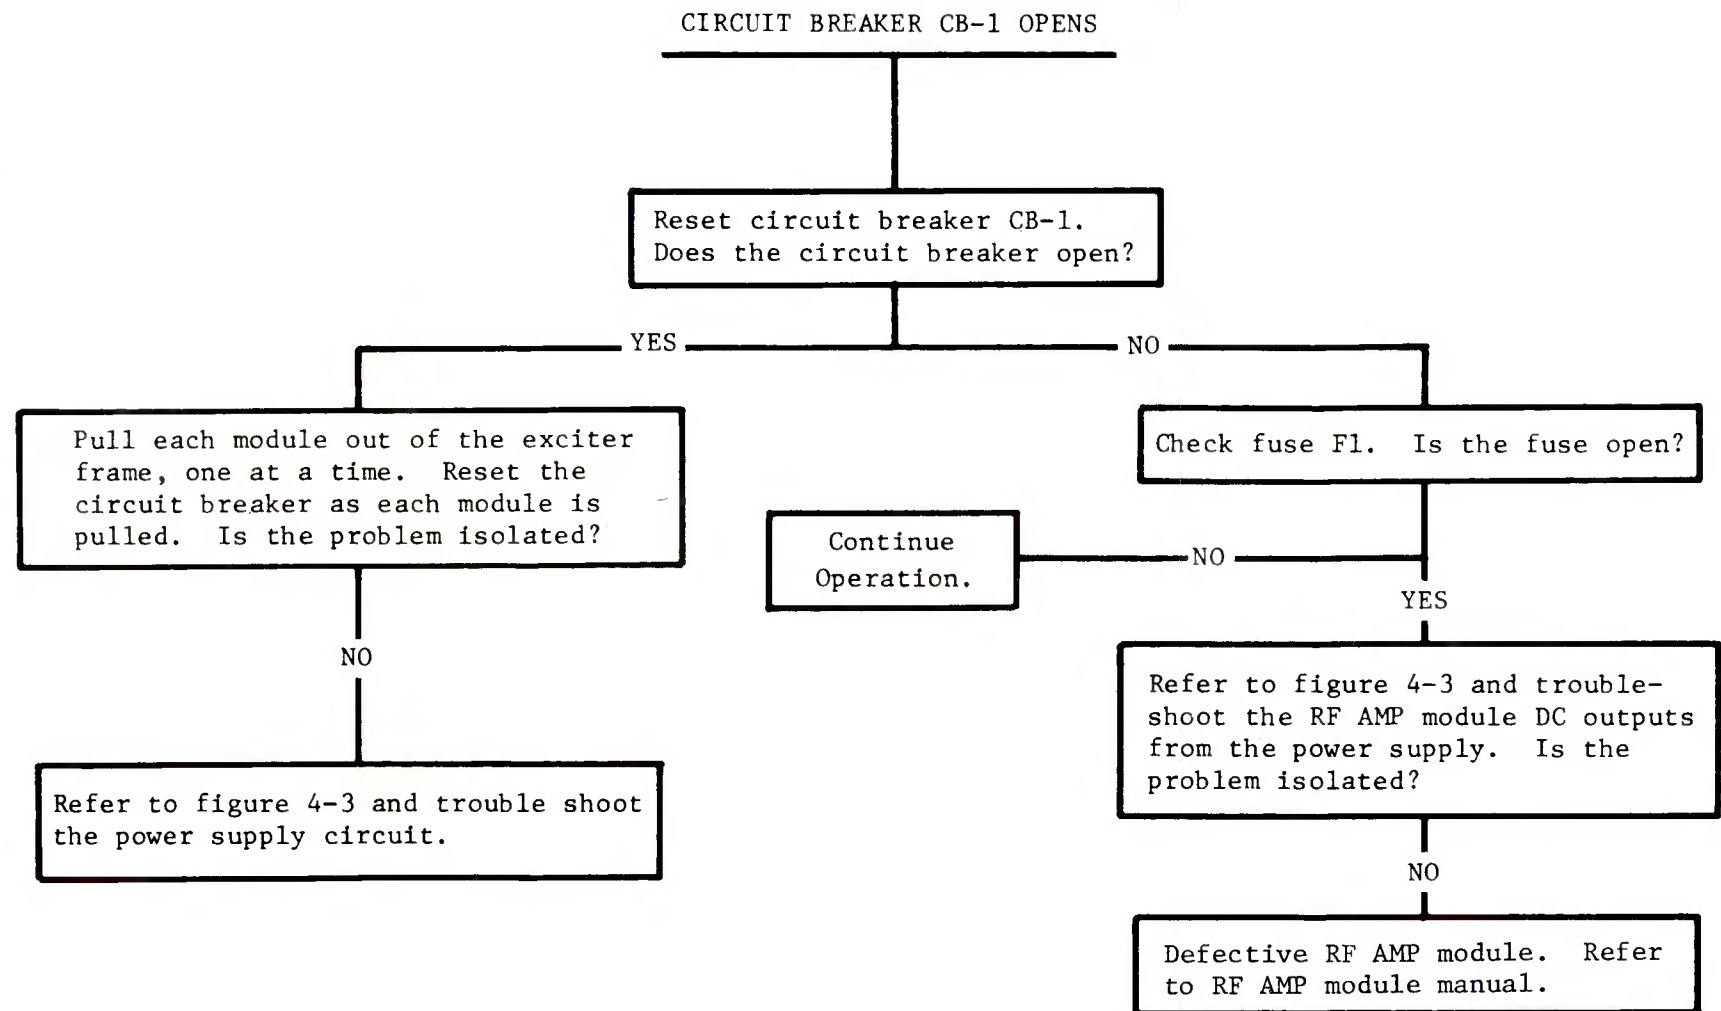 CIRCUIT BREAKER CB-1 OPENS
Reset circuit breaker CB-1.
Does the circuit breaker open?
YES
NO
Pull each module out of the exciter
frame, one at a time. Reset the
circuit breaker as each module is
pulled. Is the problem isolated?
Check fuse F1. Is the fuse open?
Continue
Operation.
NO
YES
NO
Refer to figure 4-3 and trouble-
shoot the RF AMP module DC outputs
from the power supply. Is the
problem isolated?
Refer to figure 4-3 and trouble shoot
the power supply circuit.
NO
Defective RF AMP module. Refer
to RF AMP module manual.